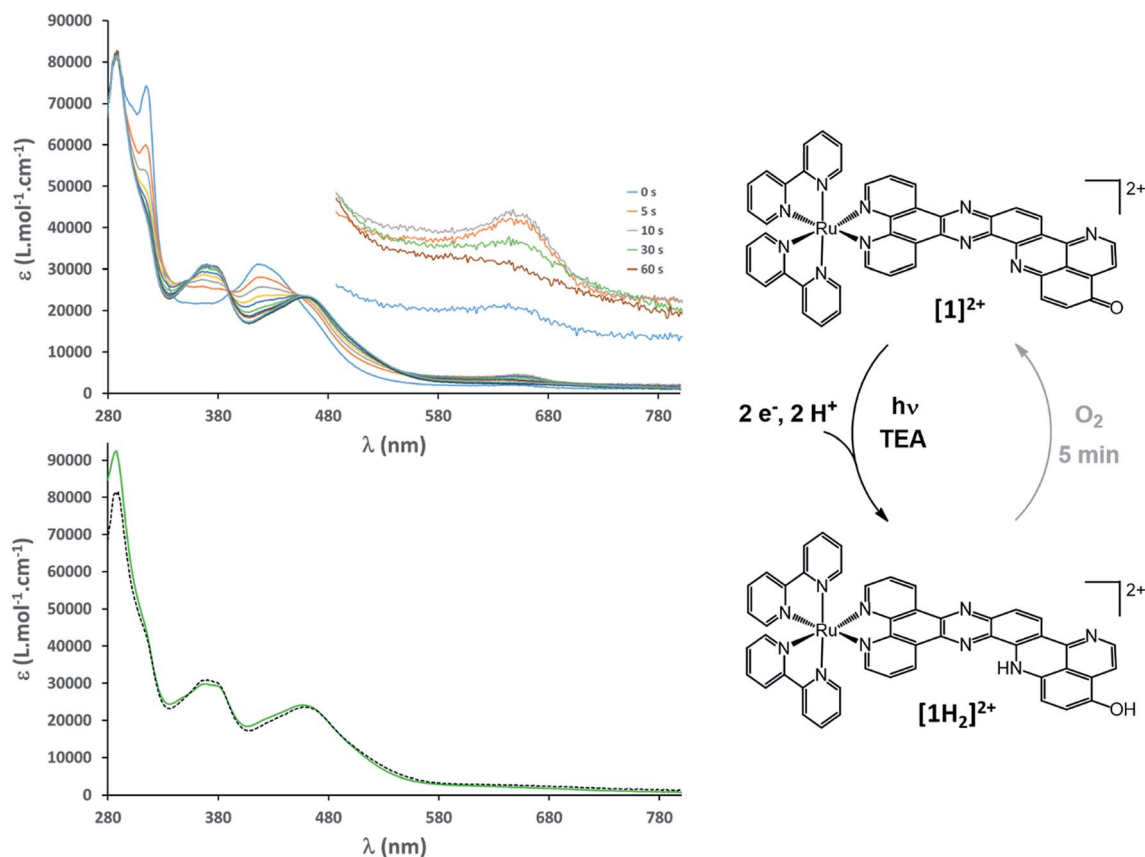 90000
80000
70000
60000
50000
40000
30000
20000
10000
0
ε (L.mol-1.cm-1)
280 380 480 580 680 780
λ (nm)
0 s
5 s
10 s
30 s
60 s
90000
80000
70000
60000
50000
40000
30000
20000
10000
0
ε (L.mol-1.cm-1)
280 380 480 580 680 780
λ (nm)
2+
N
N
N
N
Ru
N
N
N
N
N
N
O
[1]2+
2 e-, 2 H+
hν
TEA
O2
5 min
2+
N
N
N
N
Ru
N
N
N
N
N
HN
OH
[1H2]2+